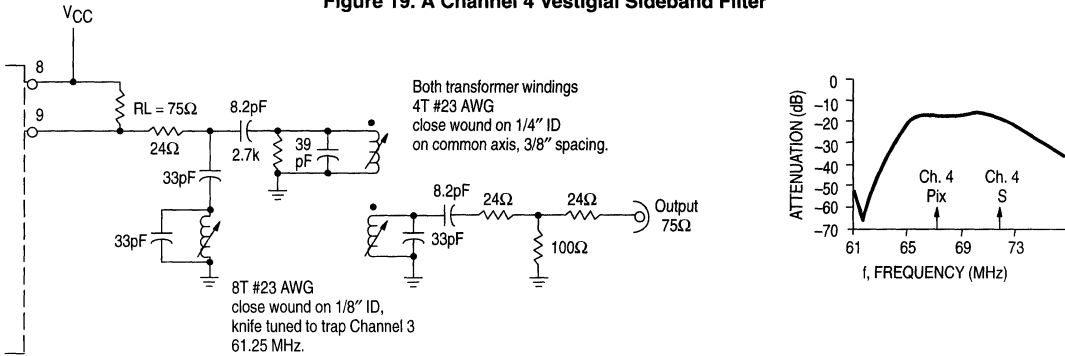 Figure 19. A Channel 4 Vestigial Sideband Filter
VCC
8
9
RL = 75Ω
24Ω
8.2pF
2.7k
39
pF
33pF
33pF
8T #23 AWG
close wound on 1/8″ ID,
knife tuned to trap Channel 3
61.25 MHz.
Both transformer windings
4T #23 AWG
close wound on 1/4″ ID
on common axis, 3/8″ spacing.
8.2pF
24Ω
24Ω
33pF
100Ω
Output
75Ω
ATTENUATION (dB)
0
–10
–20
–30
–40
–50
–60
–70
Ch. 4
Pix
Ch. 4
S
61
65
69
73
f, FREQUENCY (MHz)